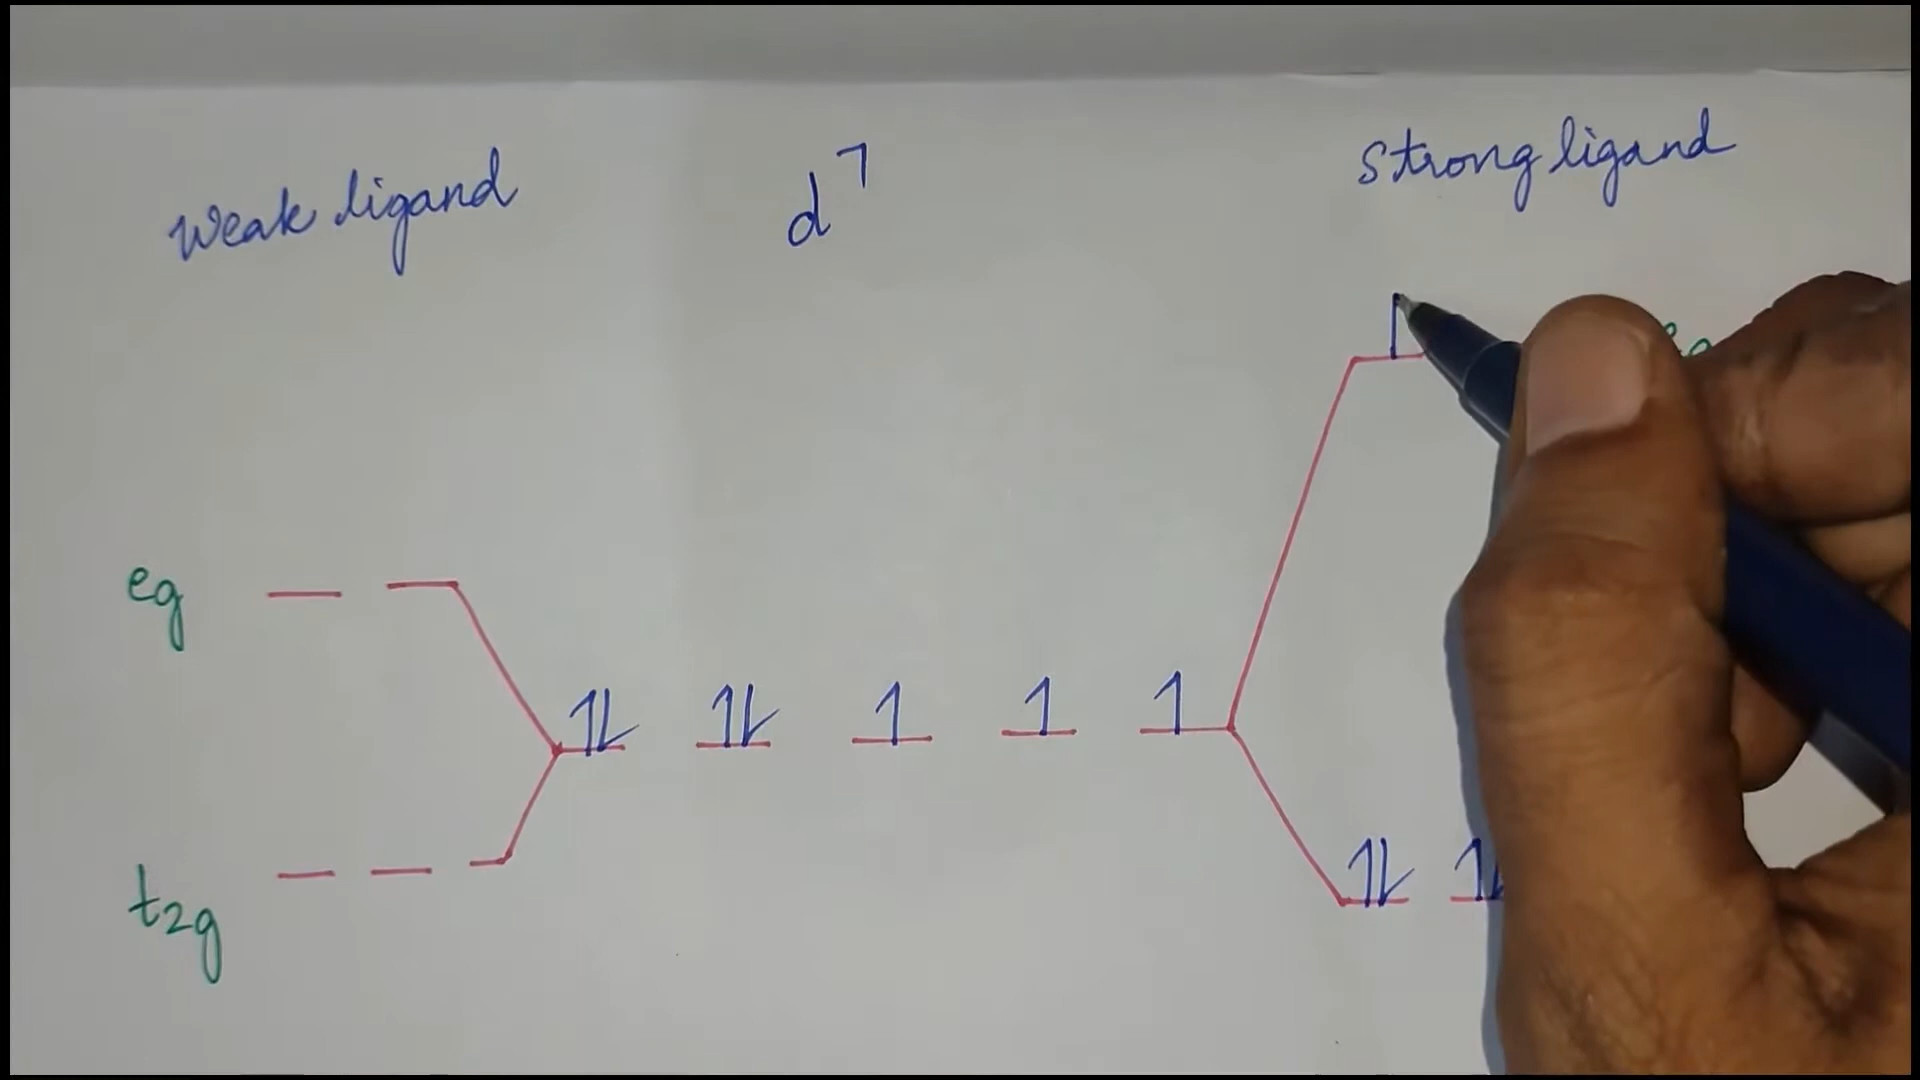 Weak ligand
d⁷
Strong ligand
eg
t₂g